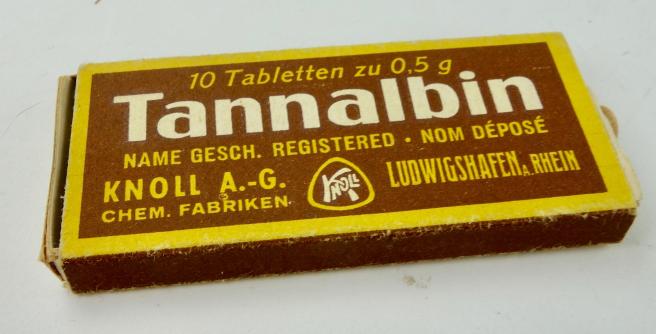 10 Tabletten zu 0,5 g
Tannalbin
NAME GESCH. REGISTERED · NOM DÉPOSÉ
KNOLL A.-G.
CHEM. FABRIKEN
KNOLL
LUDWIGSHAFEN A. RHEIN